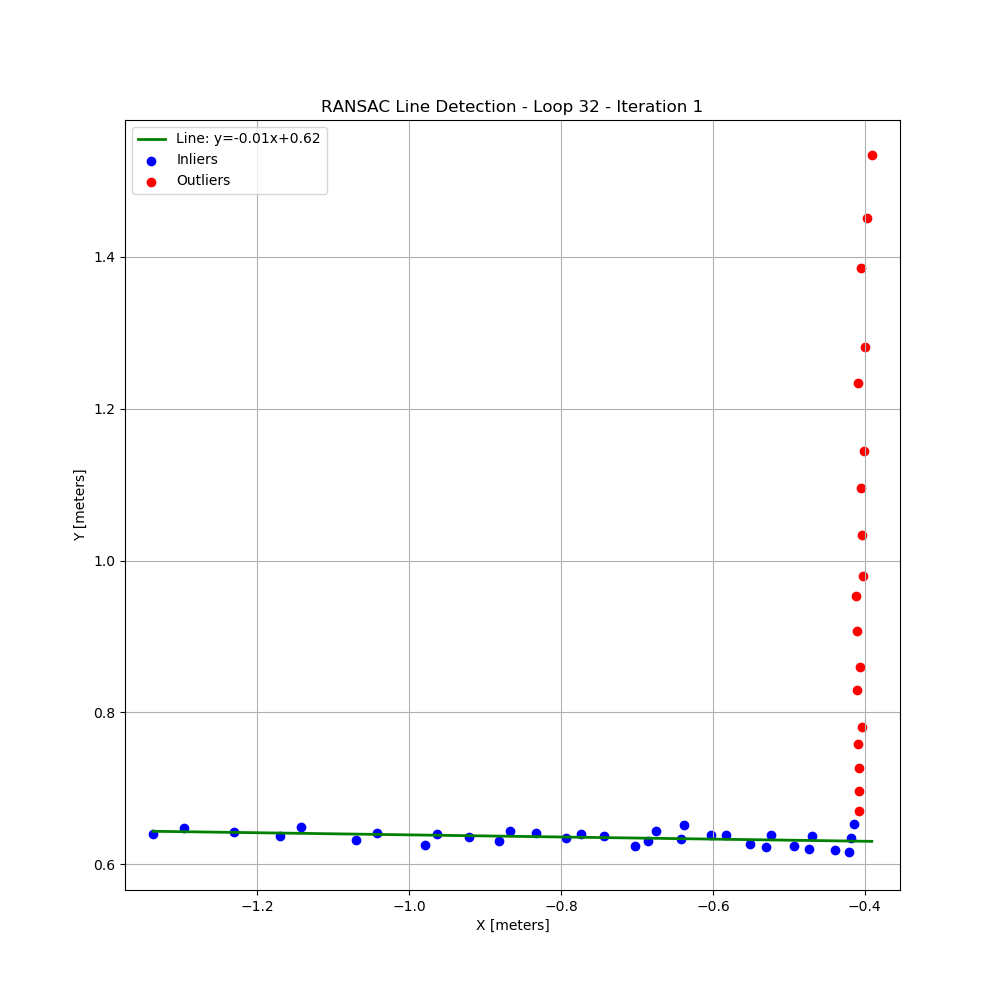 RANSAC Line Detection - Loop 32 - Iteration 1
Line: y=-0.01x+0.62
Inliers
Outliers
Y [meters]
1.4
1.2
1.0
0.8
0.6
−1.2 −1.0 −0.8 −0.6 −0.4
X [meters]